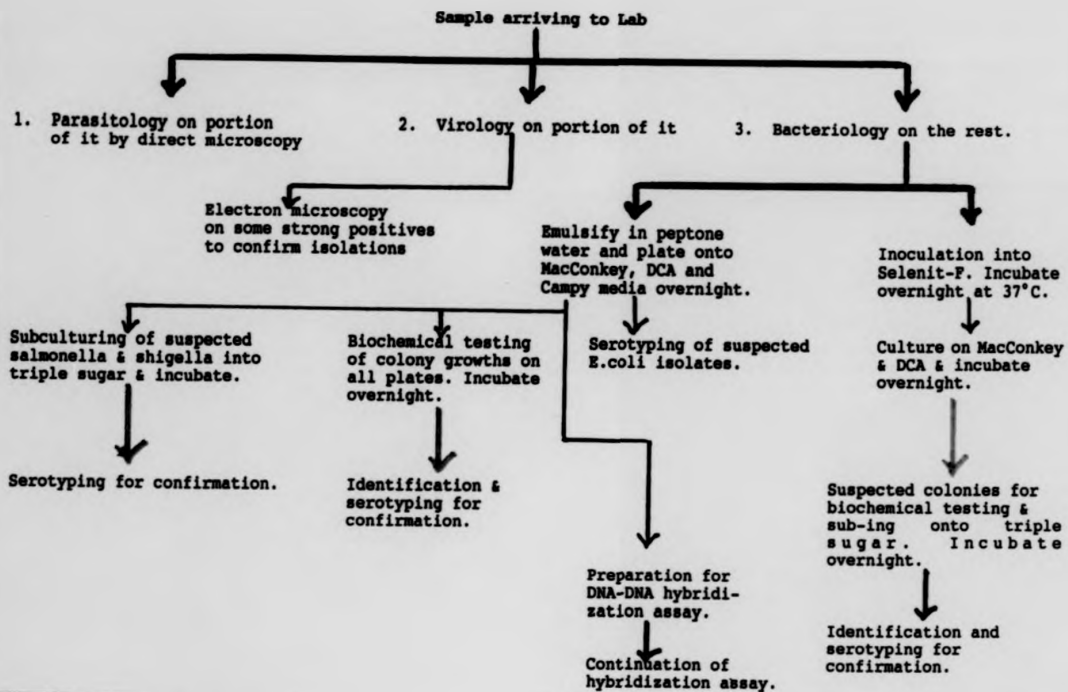 Sample arriving to Lab
1. Parasitology on portion
of it by direct microscopy
2. Virology on portion of it
3. Bacteriology on the rest.
Electron microscopy
on some strong positives
to confirm isolations
Emulsify in peptone
water and plate onto
MacConkey, DCA and
Campy media overnight.
Inoculation into
Selenit-F. Incubate
overnight at 37°C.
Subculturing of suspected
salmonella & shigella into
triple sugar & incubate.
Biochemical testing
of colony growths on
all plates. Incubate
overnight.
Serotyping of suspected
E.coli isolates.
Culture on MacConkey
& DCA & incubate
overnight.
Serotyping for confirmation.
Identification &
serotyping for
confirmation.
Suspected colonies for
biochemical testing &
sub-ing onto triple
sugar. Incubate
overnight.
Preparation for
DNA-DNA hybridi-
zation assay.
Identification and
serotyping for
confirmation.
Continuation of
hybridization assay.